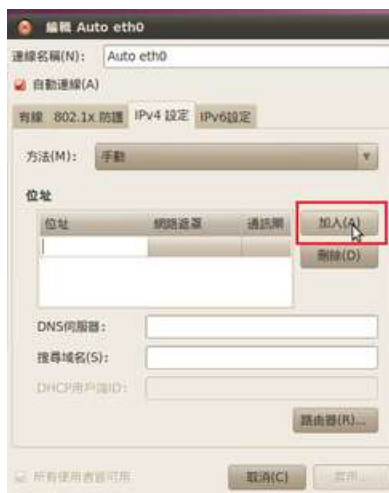 編輯 Auto eth0
連線名稱(N): Auto eth0
自動連線(A)
有線 802.1x 防護 IPv4 設定 IPv6設定
方法(M): 手動
位址
位址 網路遮罩 通訊閘 加入(A)
刪除(D)
DNS伺服器:
搜尋域名(S):
DHCP用戶端ID:
路由器(R)...
所有使用者皆可用 取消(C) 套用...